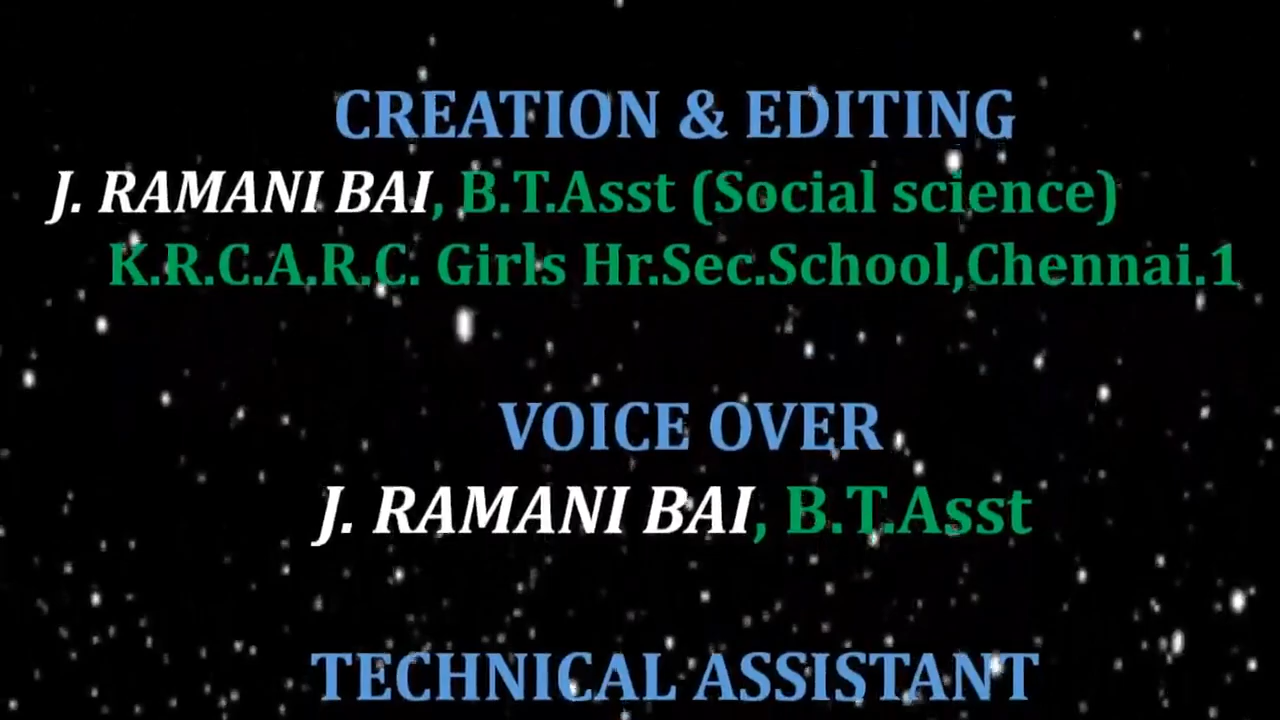 CREATION & EDITING
J. RAMANI BAI, B.T.Asst (Social science)
K.R.C.A.R.C. Girls Hr.Sec.School,Chennai.1
VOICE OVER
J. RAMANI BAI, B.T.Asst
TECHNICAL ASSISTANT